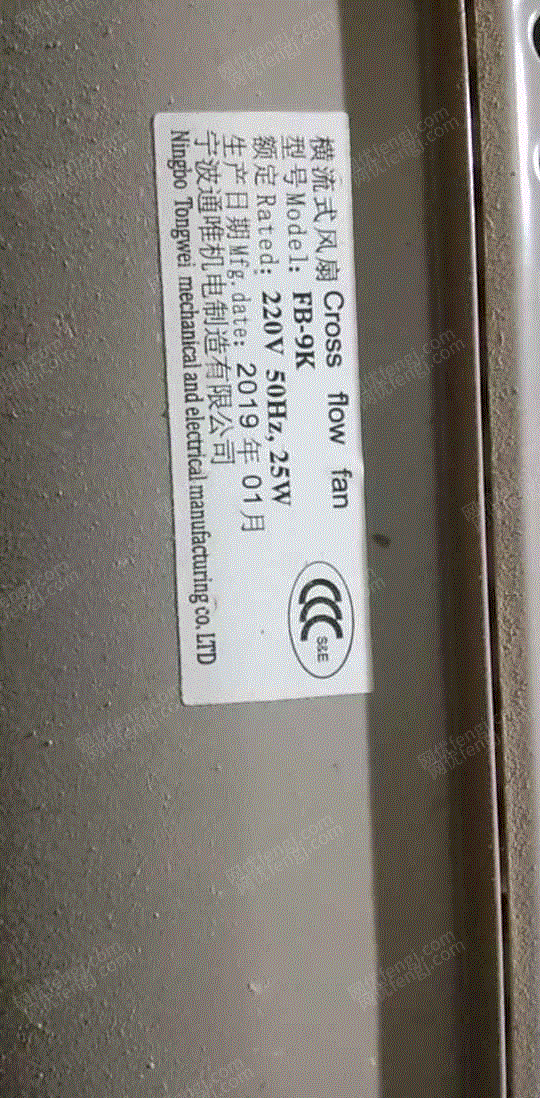 横流式风扇 Cross flow fan
型号Model: FB-9K
额定Rated: 220V 50Hz, 25W
生产日期Mfg.date: 2019年01月
宁波通唯机电制造有限公司
Ningbo Tongwei mechanical and electrical manufacturing co. LTD
CCC
S&E